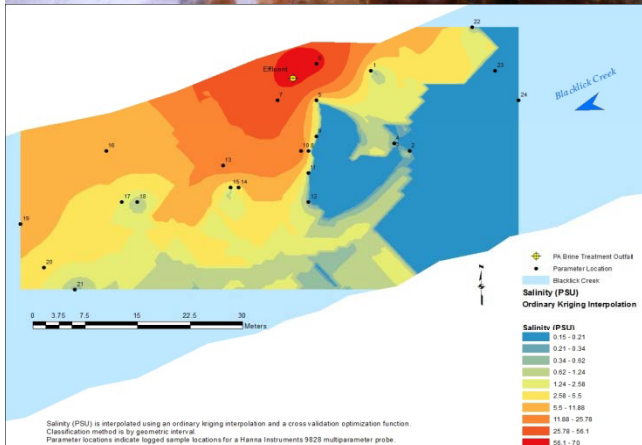 22
Effluent
6
1
23
Blacklick Creek
7
5
24
9
4
16
10 8
2
13
11
15 14
17
18
12
19
20
21
PA Brine Treatment Outfall
Parameter Location
Blacklick Creek
Salinity (PSU)
Ordinary Kriging Interpolation
0 3.75 7.5 15 22.5 30
Meters
Salinity (PSU)
0.15 - 0.21
0.21 - 0.34
0.34 - 0.62
0.62 - 1.24
1.24 - 2.58
2.58 - 5.5
5.5 - 11.88
11.88 - 25.78
25.78 - 56.1
56.1 - 70
Salinity (PSU) is interpolated using an ordinary kriging interpolation and a cross validation optimization function.
Classification method is by geometric interval.
Parameter locations indicate logged sample locations for a Hanna Instruments 9828 multiparameter probe.